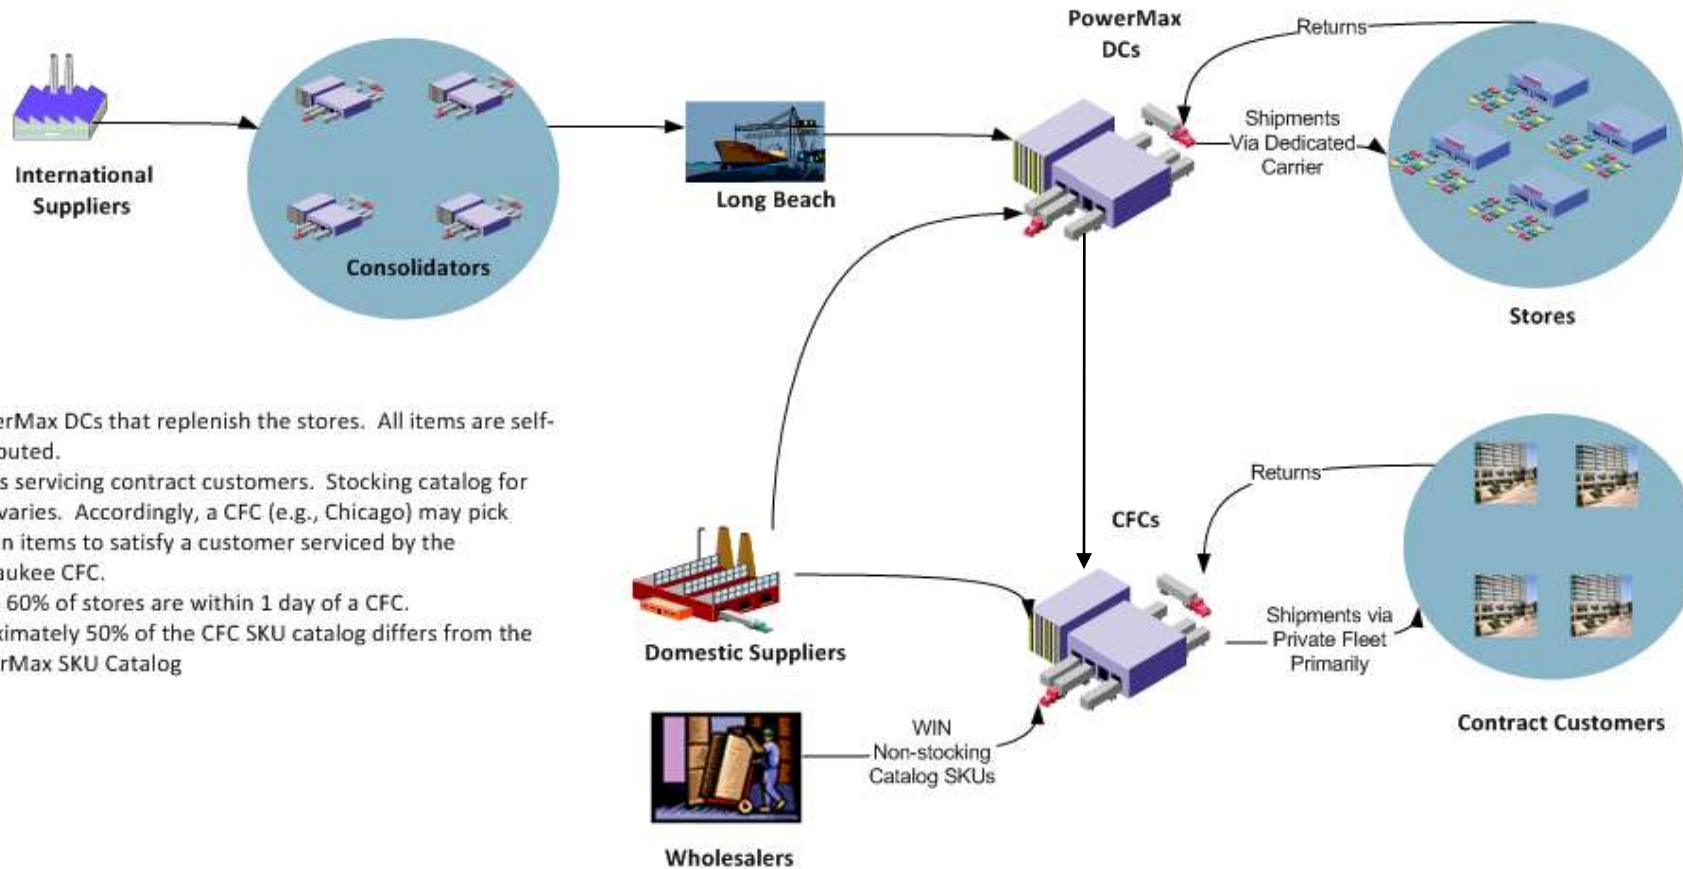 PowerMax
DCs
Returns
Shipments
Via Dedicated
Carrier
International
Suppliers
Consolidators
Long Beach
Stores
erMax DCs that replenish the stores. All items are self-
outed.
s servicing contract customers. Stocking catalog for
varies. Accordingly, a CFC (e.g., Chicago) may pick
n items to satisfy a customer serviced by the
aukee CFC.
60% of stores are within 1 day of a CFC.
ximately 50% of the CFC SKU catalog differs from the
erMax SKU Catalog
Returns
CFCs
Shipments via
Private Fleet
Primarily
Domestic Suppliers
Contract Customers
WIN
Non-stocking
Catalog SKUs
Wholesalers